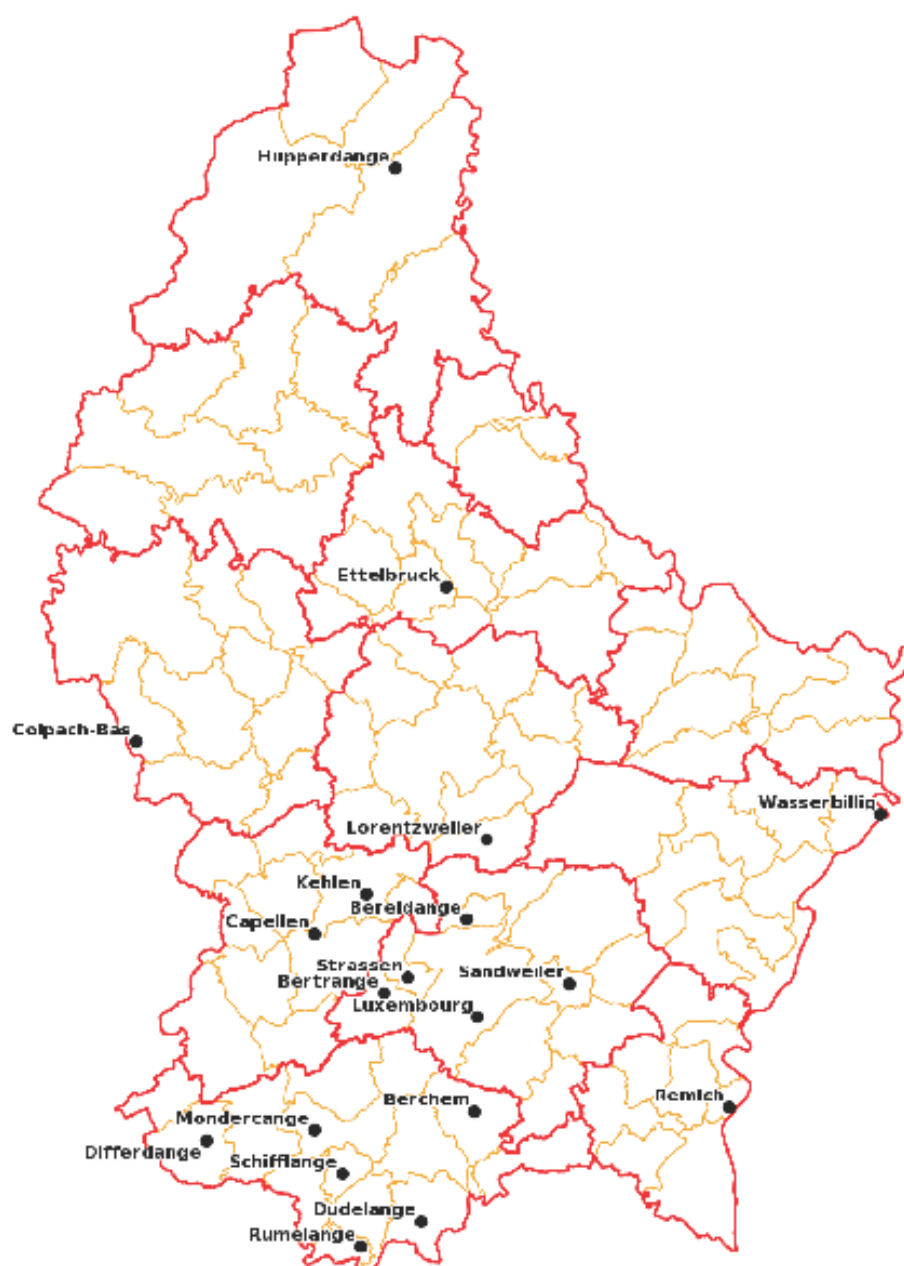 Hupperdange
Ettelbruck
Colpach-Bas
Wasserbillig
Lorentzweiler
Kehlen
Bereldange
Capellen
Strassen
Sandweiler
Bertrange
Luxembourg
Berchem
Remich
Mondercange
Differdange
Schifflange
Dudelange
Rumelange